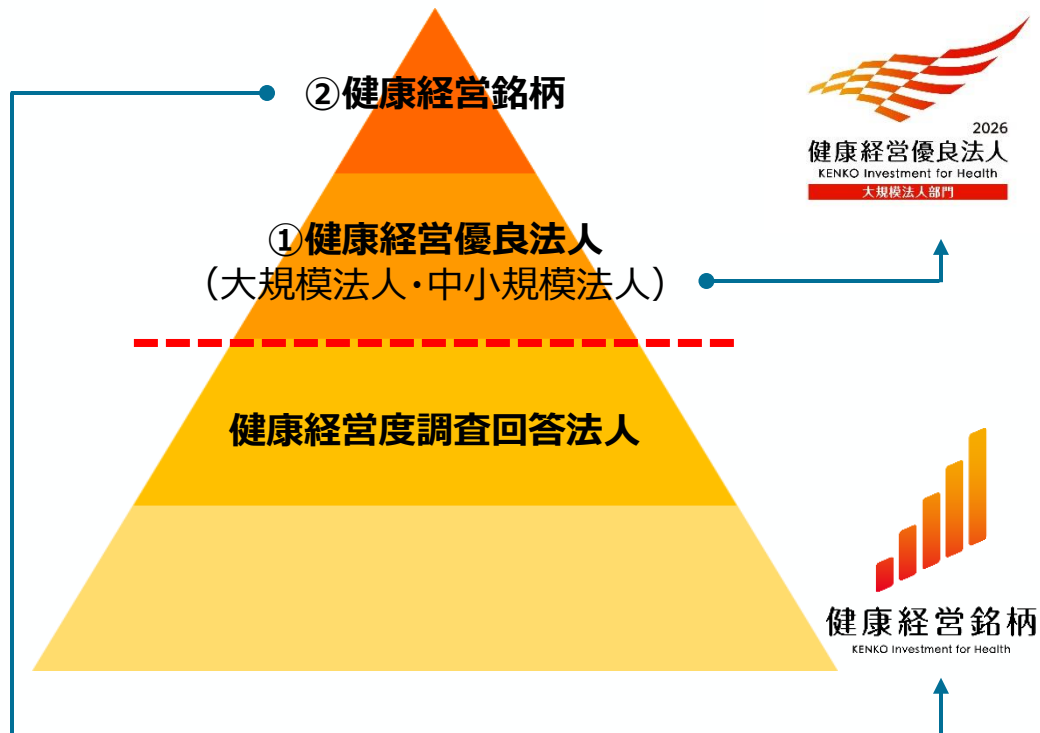 ②健康経営銘柄
①健康経営優良法人
（大規模法人・中小規模法人）
健康経営度調査回答法人
2026
健康経営優良法人
KENKO Investment for Health
大規模法人部門
健康経営銘柄
KENKO Investment for Health